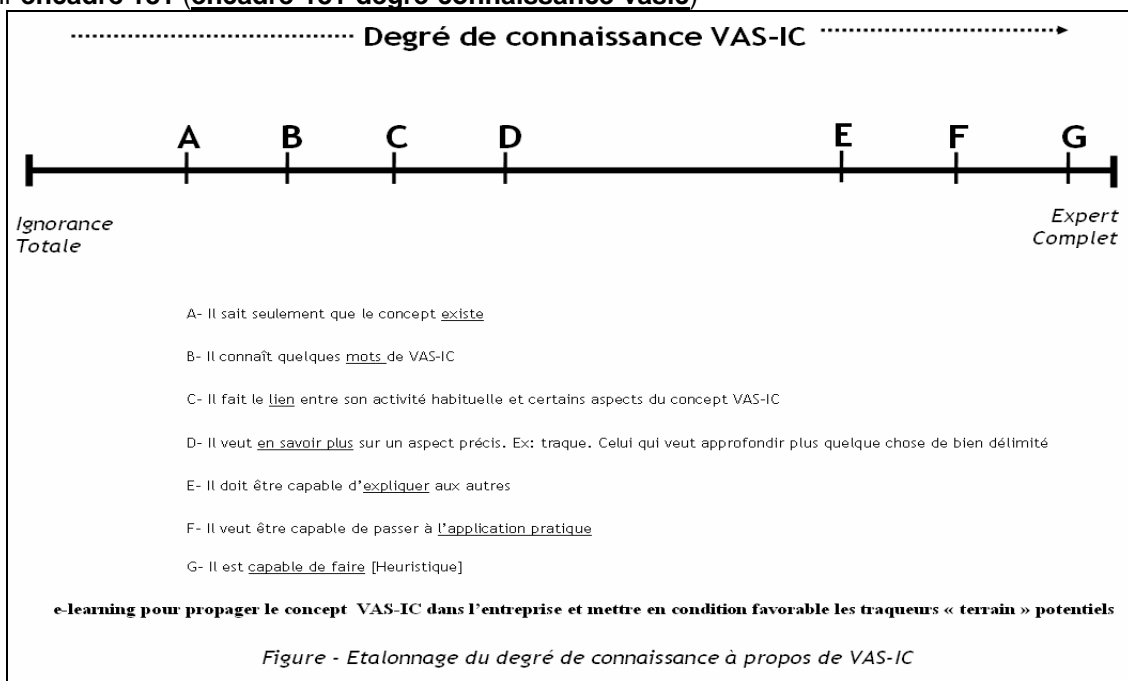 Degré de connaissance VAS-IC
A B C D E F G
Ignorance
Totale
Expert
Complet
A- Il sait seulement que le concept existe
B- Il connaît quelques mots de VAS-IC
C- Il fait le lien entre son activité habituelle et certains aspects du concept VAS-IC
D- Il veut en savoir plus sur un aspect précis. Ex: traque. Celui qui veut approfondir plus quelque chose de bien délimité
E- Il doit être capable d'expliquer aux autres
F- Il veut être capable de passer à l'application pratique
G- Il est capable de faire [Heuristique]
e-learning pour propager le concept VAS-IC dans l'entreprise et mettre en condition favorable les traqueurs « terrain » potentiels
Figure - Etalonnage du degré de connaissance à propos de VAS-IC